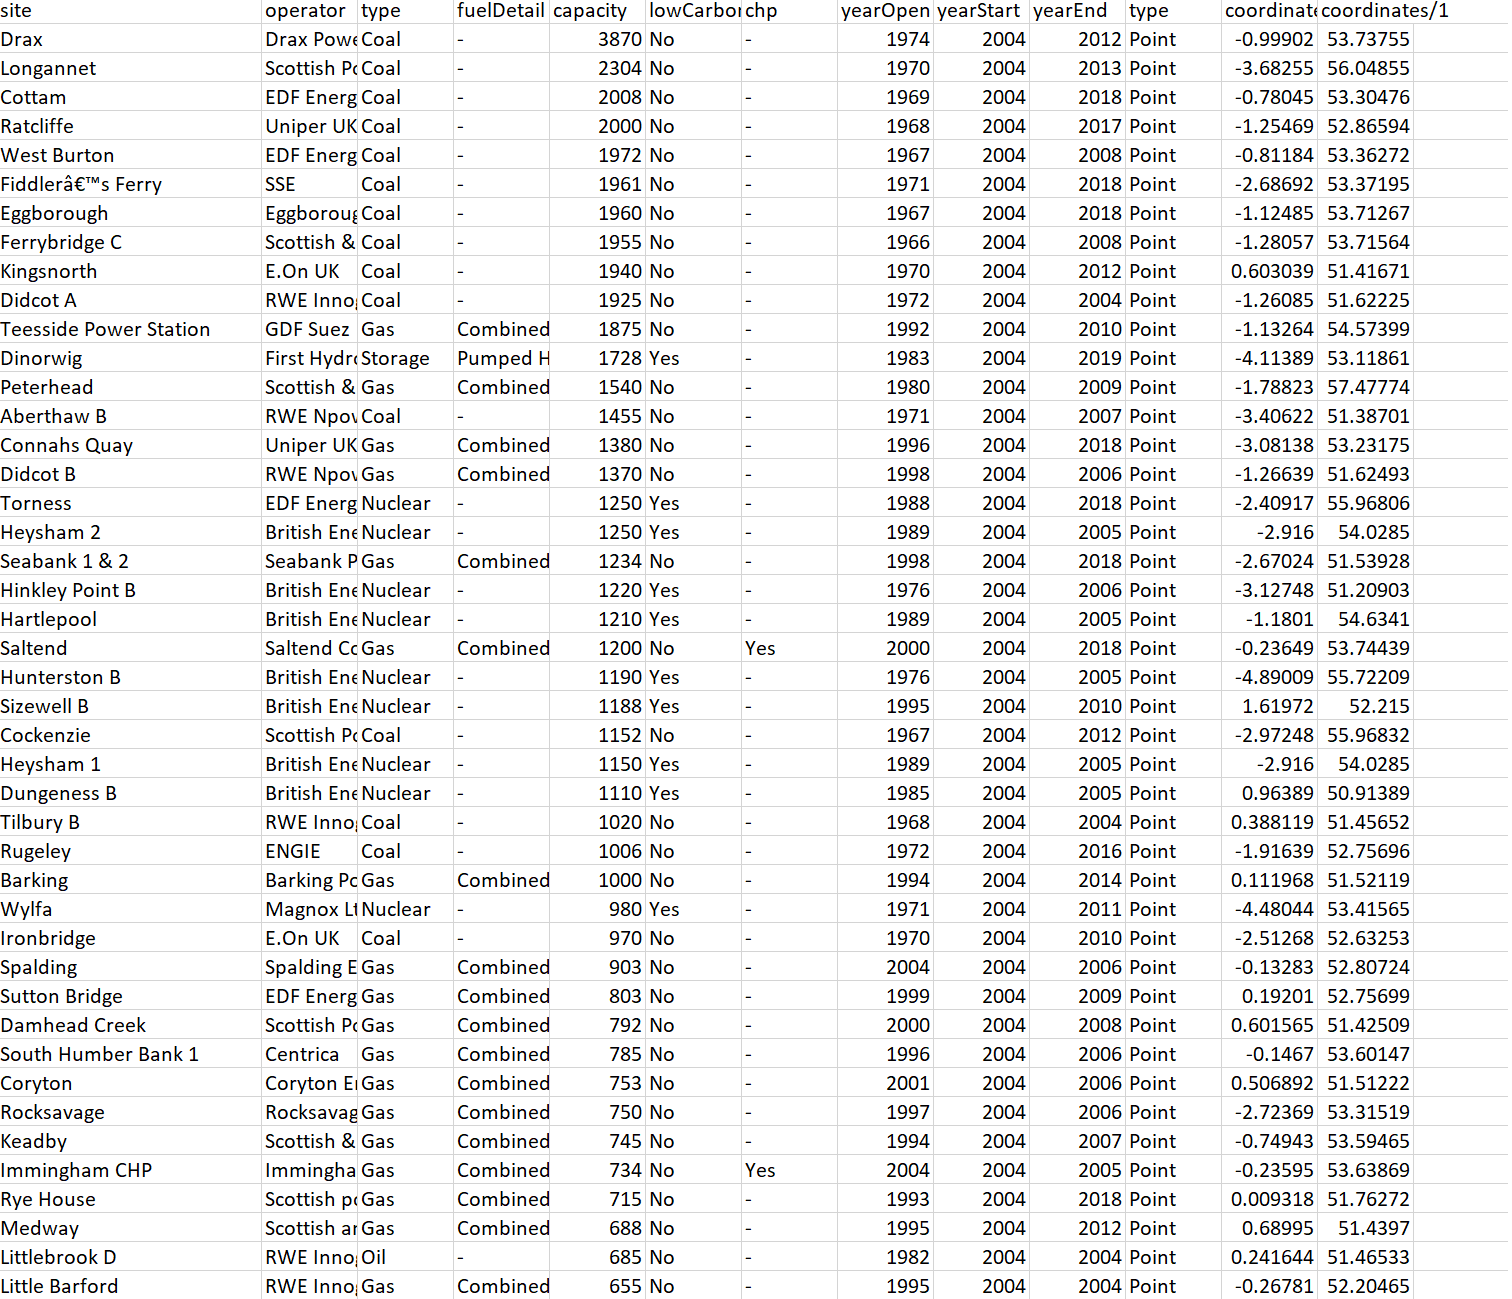 site operator type fuelDetail capacity lowCarbon chp yearOpen yearStart yearEnd type coordinate coordinates/1
Drax Drax Powe Coal - 3870 No - 1974 2004 2012 Point -0.99902 53.73755
Longannet Scottish Po Coal - 2304 No - 1970 2004 2013 Point -3.68255 56.04855
Cottam EDF Energ Coal - 2008 No - 1969 2004 2018 Point -0.78045 53.30476
Ratcliffe Uniper UK Coal - 2000 No - 1968 2004 2017 Point -1.25469 52.86594
West Burton EDF Energ Coal - 1972 No - 1967 2004 2008 Point -0.81184 53.36272
Fiddlerâ€™s Ferry SSE Coal - 1961 No - 1971 2004 2018 Point -2.68692 53.37195
Eggborough Eggboroug Coal - 1960 No - 1967 2004 2018 Point -1.12485 53.71267
Ferrybridge C Scottish & Coal - 1955 No - 1966 2004 2008 Point -1.28057 53.71564
Kingsnorth E.On UK Coal - 1940 No - 1970 2004 2012 Point 0.603039 51.41671
Didcot A RWE Innog Coal - 1925 No - 1972 2004 2004 Point -1.26085 51.62225
Teesside Power Station GDF Suez Gas Combined 1875 No - 1992 2004 2010 Point -1.13264 54.57399
Dinorwig First Hydro Storage Pumped H 1728 Yes - 1983 2004 2019 Point -4.11389 53.11861
Peterhead Scottish & Gas Combined 1540 No - 1980 2004 2009 Point -1.78823 57.47774
Aberthaw B RWE Npow Coal - 1455 No - 1971 2004 2007 Point -3.40622 51.38701
Connahs Quay Uniper UK Gas Combined 1380 No - 1996 2004 2018 Point -3.08138 53.23175
Didcot B RWE Npow Gas Combined 1370 No - 1998 2004 2006 Point -1.26639 51.62493
Torness EDF Energ Nuclear - 1250 Yes - 1988 2004 2018 Point -2.40917 55.96806
Heysham 2 British Ene Nuclear - 1250 Yes - 1989 2004 2005 Point -2.916 54.0285
Seabank 1 & 2 Seabank P Gas Combined 1234 No - 1998 2004 2018 Point -2.67024 51.53928
Hinkley Point B British Ene Nuclear - 1220 Yes - 1976 2004 2006 Point -3.12748 51.20903
Hartlepool British Ene Nuclear - 1210 Yes - 1989 2004 2005 Point -1.1801 54.6341
Saltend Saltend Co Gas Combined 1200 No Yes 2000 2004 2018 Point -0.23649 53.74439
Hunterston B British Ene Nuclear - 1190 Yes - 1976 2004 2005 Point -4.89009 55.72209
Sizewell B British Ene Nuclear - 1188 Yes - 1995 2004 2010 Point 1.61972 52.215
Cockenzie Scottish Po Coal - 1152 No - 1967 2004 2012 Point -2.97248 55.96832
Heysham 1 British Ene Nuclear - 1150 Yes - 1989 2004 2005 Point -2.916 54.0285
Dungeness B British Ene Nuclear - 1110 Yes - 1985 2004 2005 Point 0.96389 50.91389
Tilbury B RWE Innog Coal - 1020 No - 1968 2004 2004 Point 0.388119 51.45652
Rugeley ENGIE Coal - 1006 No - 1972 2004 2016 Point -1.91639 52.75696
Barking Barking Po Gas Combined 1000 No - 1994 2004 2014 Point 0.111968 51.52119
Wylfa Magnox Lt Nuclear - 980 Yes - 1971 2004 2011 Point -4.48044 53.41565
Ironbridge E.On UK Coal - 970 No - 1970 2004 2010 Point -2.51268 52.63253
Spalding Spalding E Gas Combined 903 No - 2004 2004 2006 Point -0.13283 52.80724
Sutton Bridge EDF Energ Gas Combined 803 No - 1999 2004 2009 Point 0.19201 52.75699
Damhead Creek Scottish Po Gas Combined 792 No - 2000 2004 2008 Point 0.601565 51.42509
South Humber Bank 1 Centrica Gas Combined 785 No - 1996 2004 2006 Point -0.1467 53.60147
Coryton Coryton En Gas Combined 753 No - 2001 2004 2006 Point 0.506892 51.51222
Rocksavage Rocksavag Gas Combined 750 No - 1997 2004 2006 Point -2.72369 53.31519
Keadby Scottish & Gas Combined 745 No - 1994 2004 2007 Point -0.74943 53.59465
Immingham CHP Immingha Gas Combined 734 No Yes 2004 2004 2005 Point -0.23595 53.63869
Rye House Scottish po Gas Combined 715 No - 1993 2004 2018 Point 0.009318 51.76272
Medway Scottish an Gas Combined 688 No - 1995 2004 2012 Point 0.68995 51.4397
Littlebrook D RWE Innog Oil - 685 No - 1982 2004 2004 Point 0.241644 51.46533
Little Barford RWE Innog Gas Combined 655 No - 1995 2004 2004 Point -0.26781 52.20465